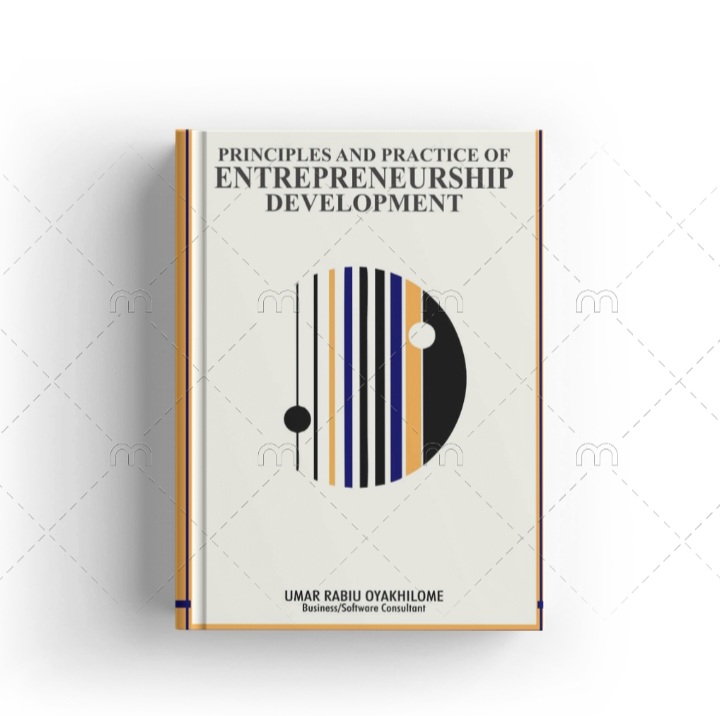 PRINCIPLES AND PRACTICE OF
ENTREPRENEURSHIP
DEVELOPMENT
UMAR RABIU OYAKHILOME
Business/Software Consultant